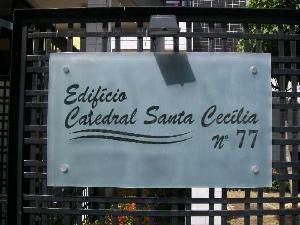 Edifício
Catedral Santa Cecília
Nº 77